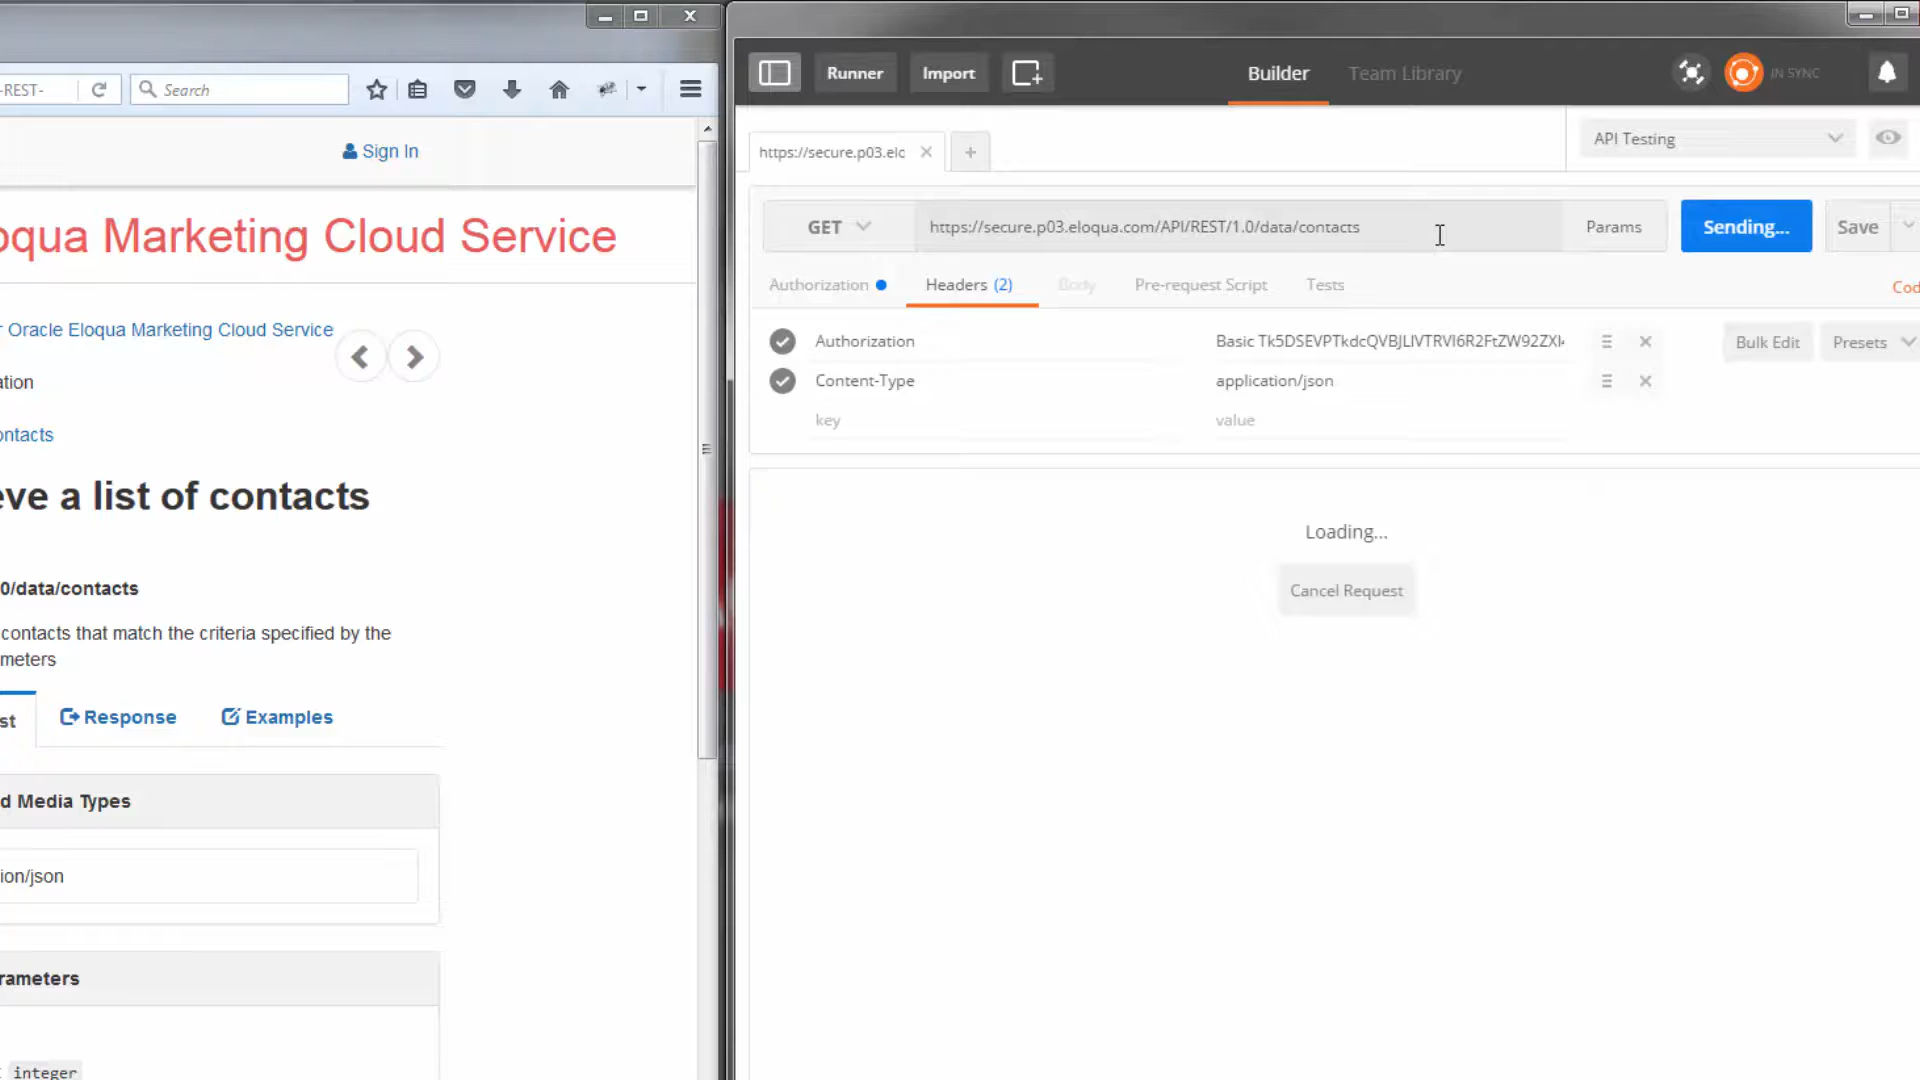 -REST-
Search
Sign In
oqua Marketing Cloud Service
r Oracle Eloqua Marketing Cloud Service
ation
ontacts
eve a list of contacts
0/data/contacts
contacts that match the criteria specified by the
meters
st
Response
Examples
d Media Types
ion/json
rameters
: integer
Runner
Import
Builder
Team Library
IN SYNC
https://secure.p03.elo
API Testing
GET
https://secure.p03.eloqua.com/API/REST/1.0/data/contacts
Params
Sending...
Save
Authorization
Headers (2)
Body
Pre-request Script
Tests
Cod
Authorization
Content-Type
application/json
key
value
Bulk Edit
Presets
Loading...
Cancel Request